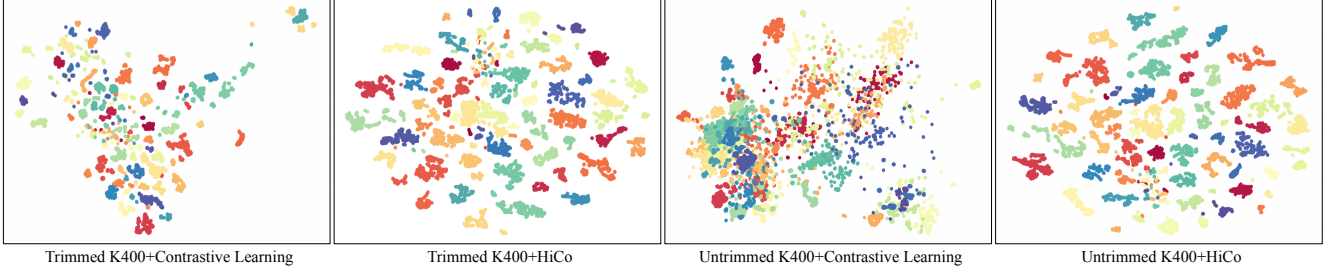 Trimmed K400+Contrastive Learning
Trimmed K400+HiCo
Untrimmed K400+Contrastive Learning
Untrimmed K400+HiCo